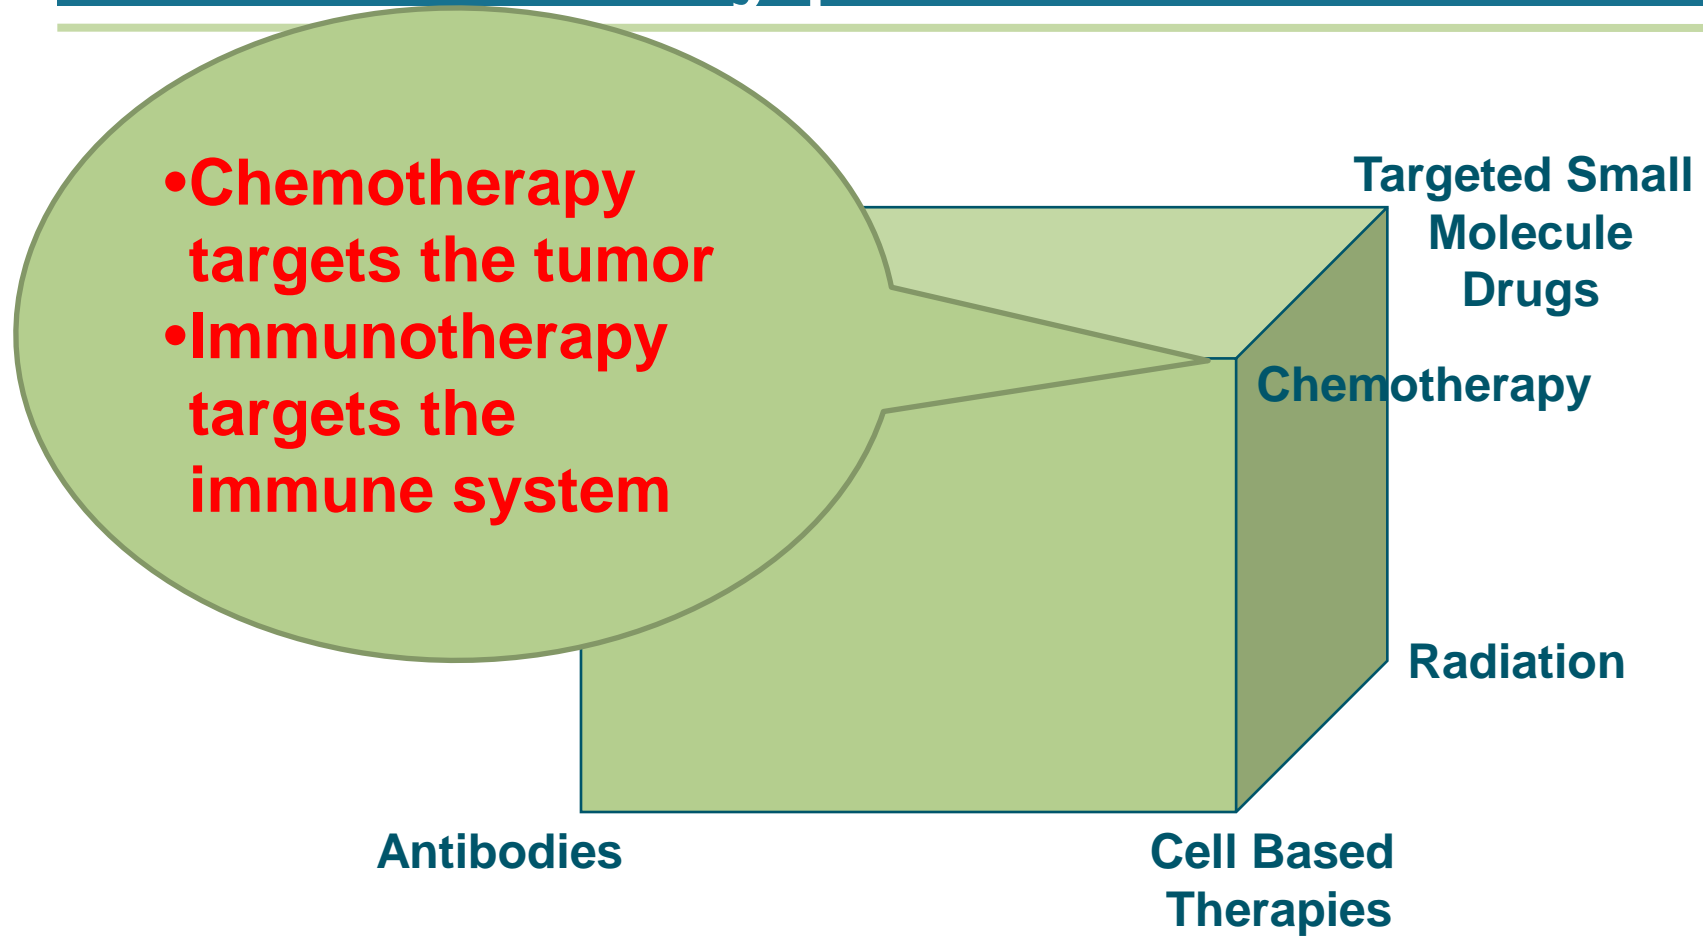 •Chemotherapy
targets the tumor
•Immunotherapy
targets the
immune system
Targeted Small
Molecule
Drugs
Chemotherapy
Radiation
Antibodies
Cell Based
Therapies